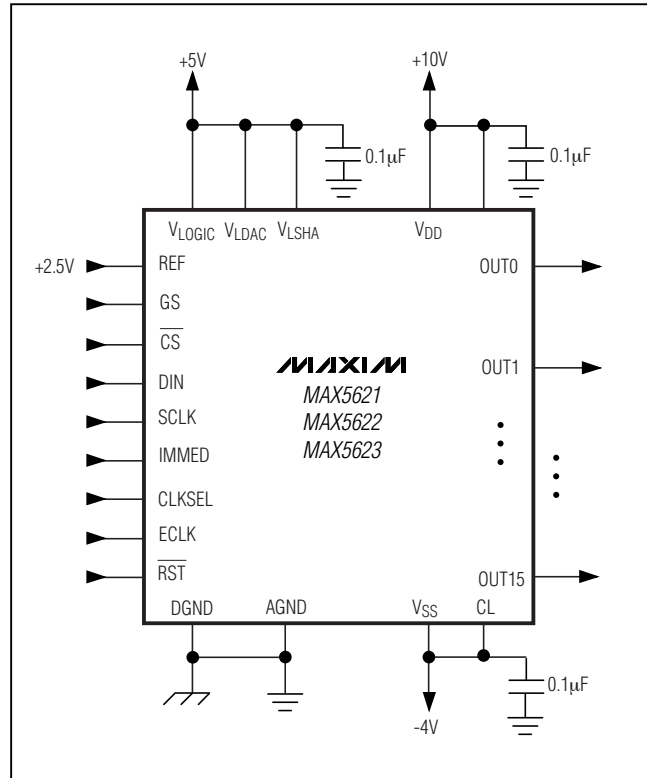 +5V
+10V
0.1µF
0.1µF
VLOGIC VLDAC VLSHA VDD
+2.5V REF OUT0
GS
CS
DIN OUT1
SCLK
IMMED
CLKSEL
ECLK
RST OUT15
MAXIM
MAX5621
MAX5622
MAX5623
DGND AGND VSS CL
0.1µF
-4V